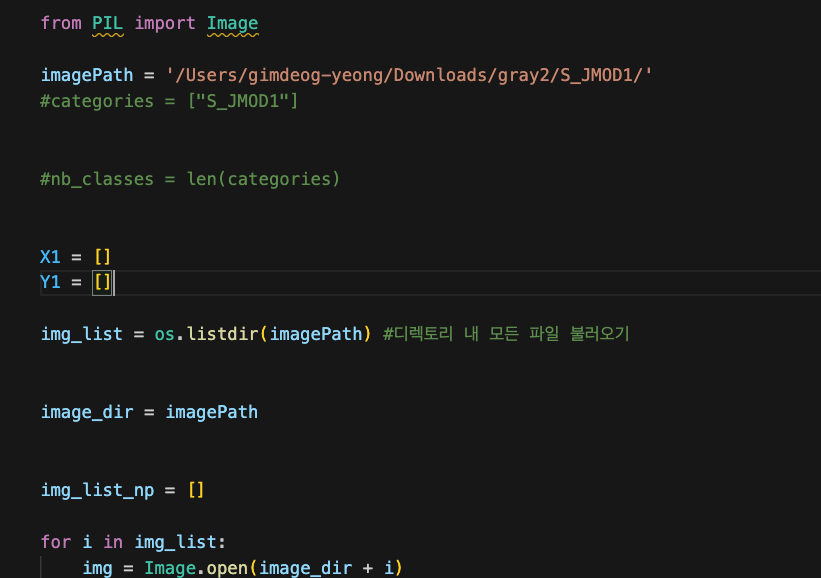 from PIL import Image
imagePath = '/Users/gimdeog-yeong/Downloads/gray2/S_JMOD1/'
#categories = ["S_JMOD1"]
#nb_classes = len(categories)
X1 = []
Y1 = []
img_list = os.listdir(imagePath) #디렉토리 내 모든 파일 불러오기
image_dir = imagePath
img_list_np = []
for i in img_list:
    img = Image.open(image_dir + i)